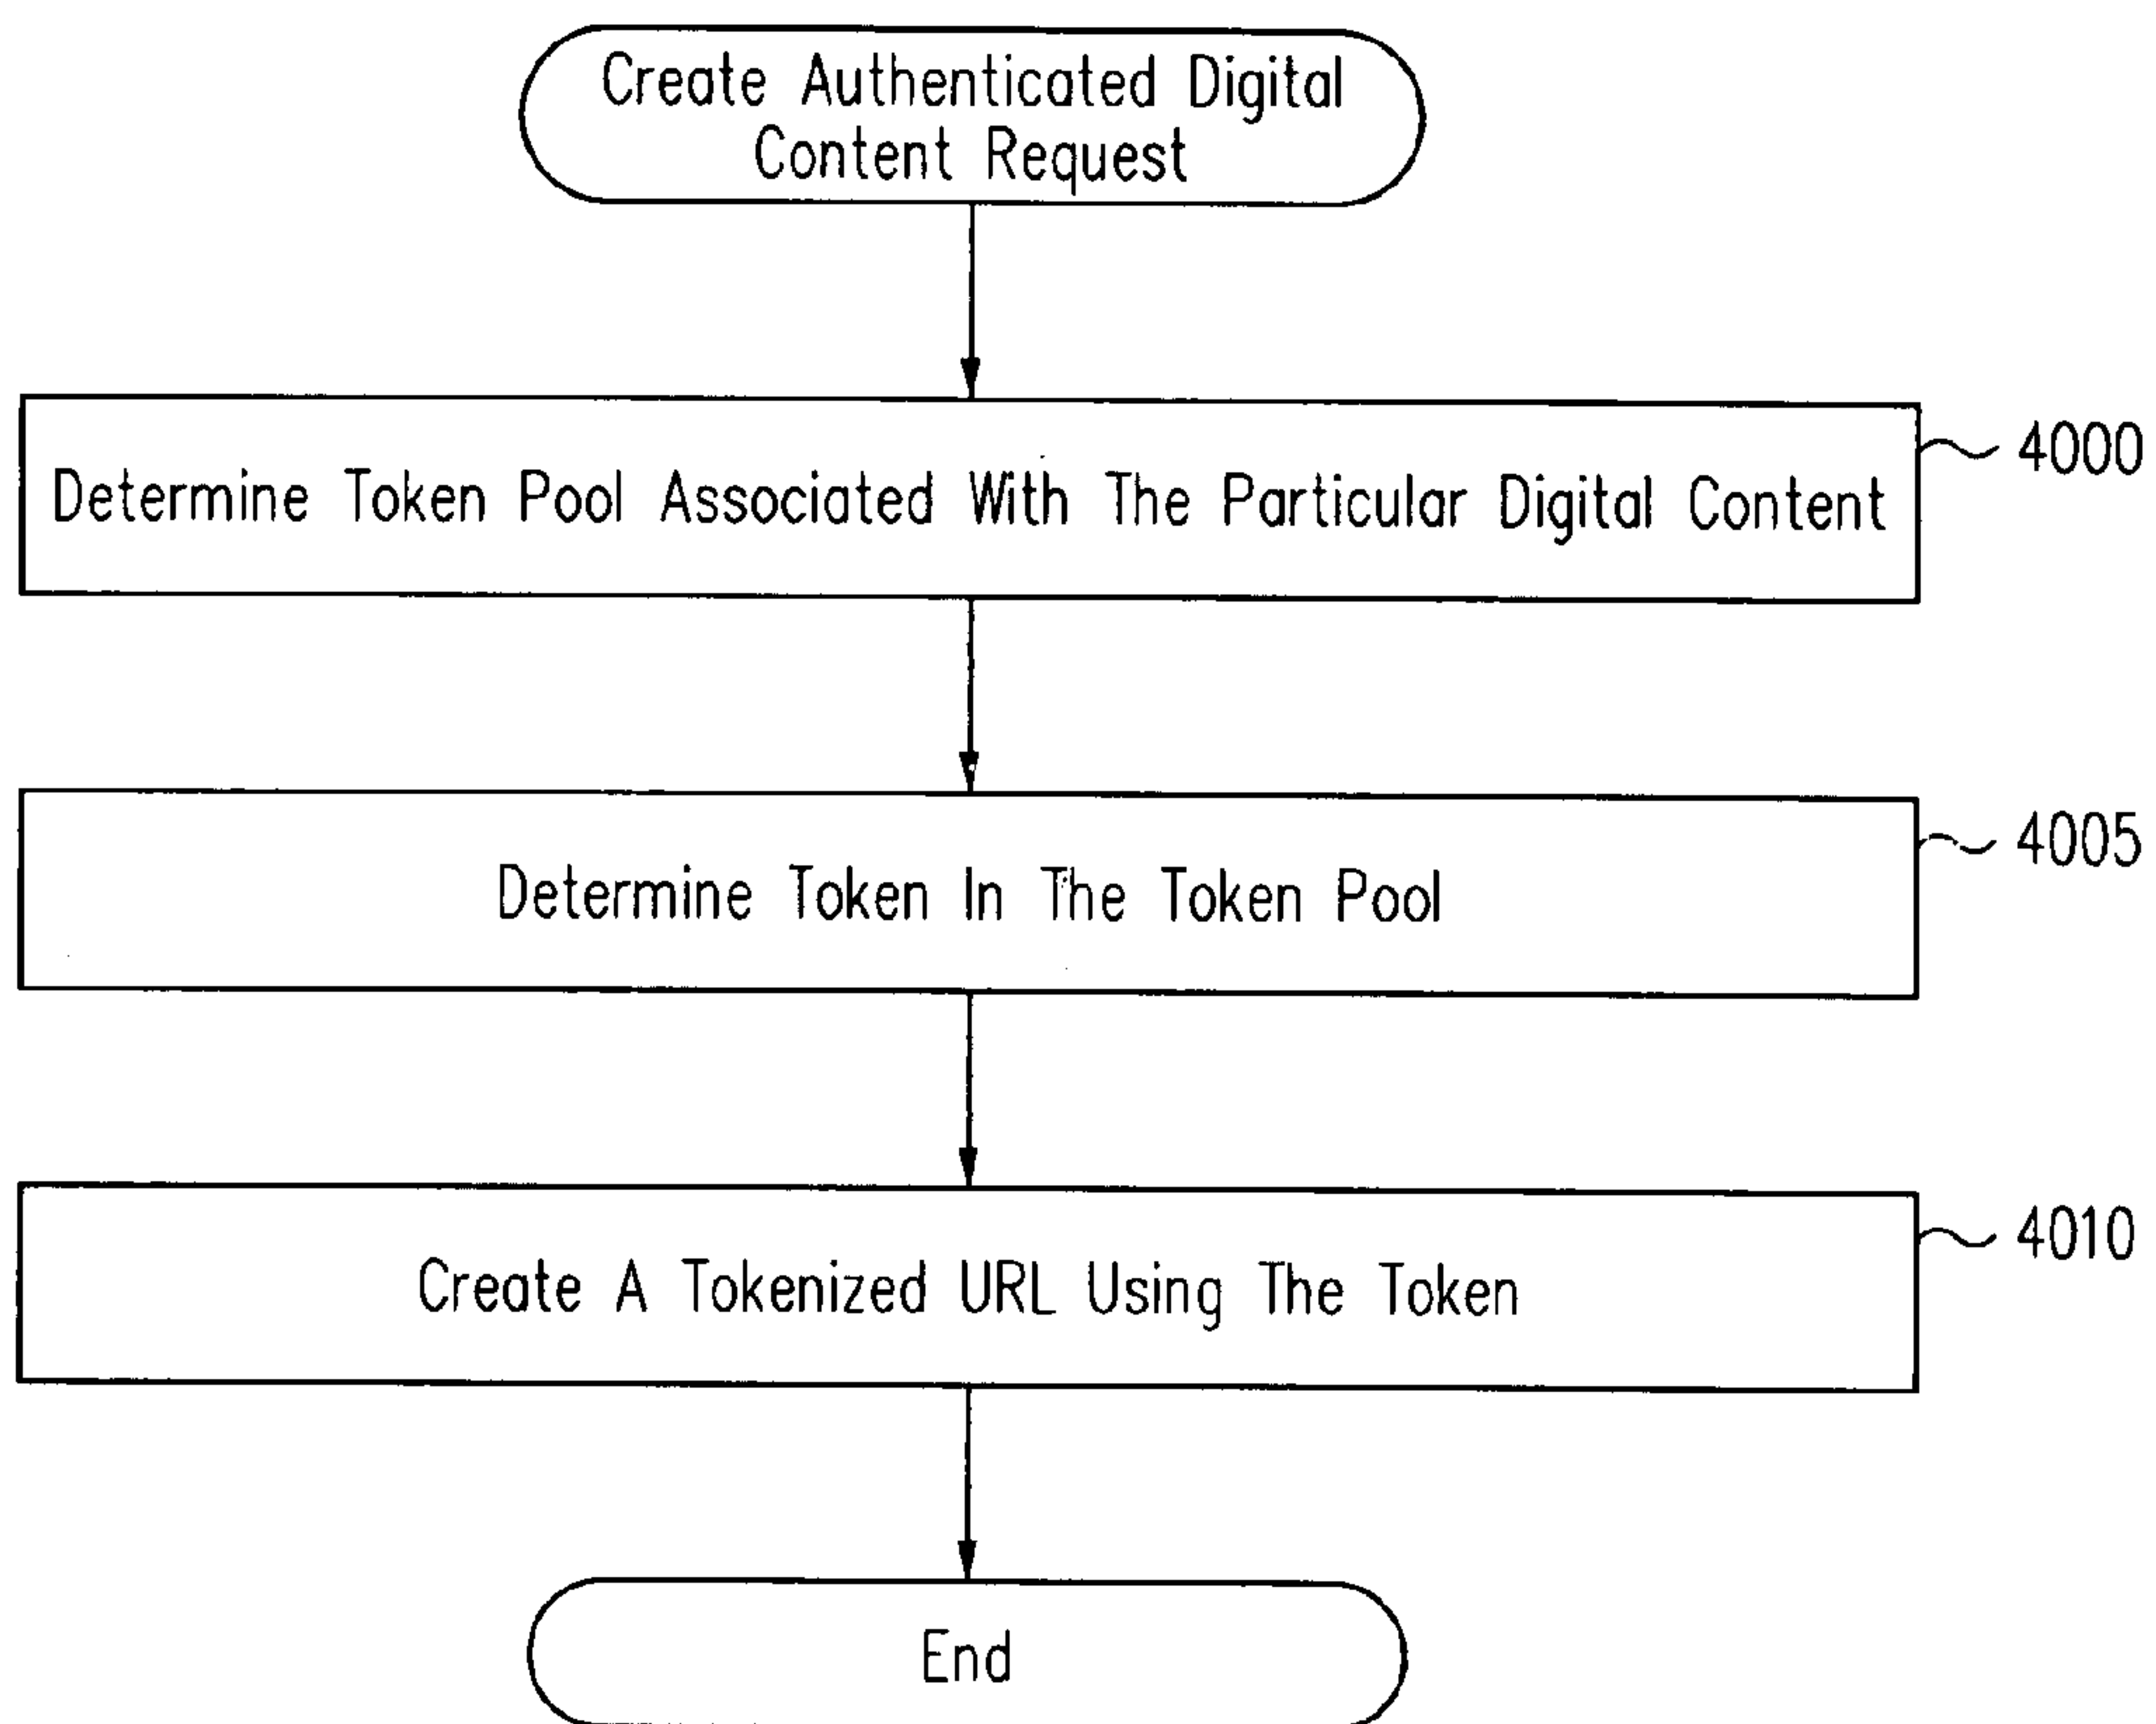 Create Authenticated Digital
Content Request
Determine Token Pool Associated With The Particular Digital Content
4000
Determine Token In The Token Pool
4005
Create A Tokenized URL Using The Token
4010
End